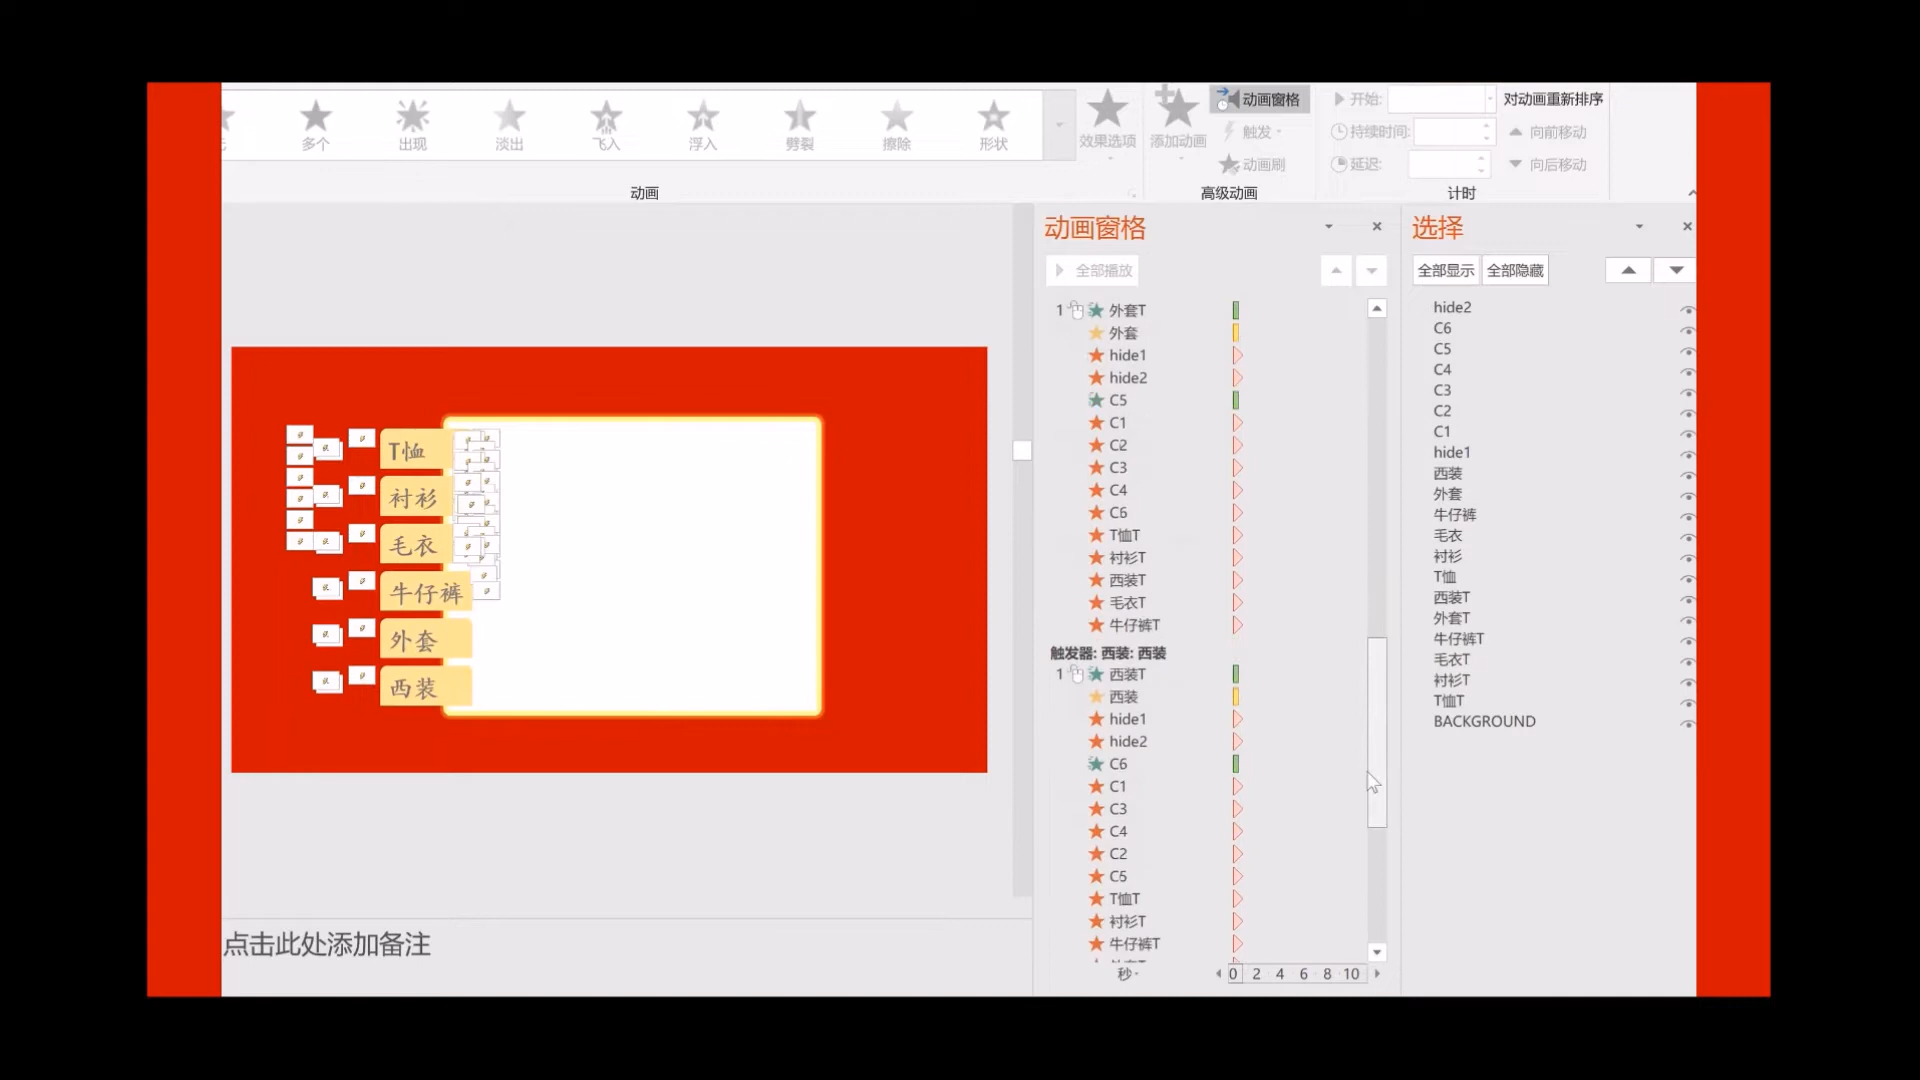 多个 出现 淡出 飞入 浮入 劈裂 擦除 形状
效果选项 添加动画
动画窗格
触发
动画刷
开始:
持续时间:
延迟:
对动画重新排序
向前移动
向后移动
动画 高级动画 计时
T恤
衬衫
毛衣
牛仔裤
外套
西装
点击此处添加备注
动画窗格
全部播放
1 外套T
外套
hide1
hide2
C5
C1
C2
C3
C4
C6
T恤T
衬衫T
西装T
毛衣T
牛仔裤T
触发器: 西装: 西装
1 西装T
西装
hide1
hide2
C6
C1
C3
C4
C2
C5
T恤T
衬衫T
牛仔裤T
秒
0 2 4 6 8 10
选择
全部显示 全部隐藏
hide2
C6
C5
C4
C3
C2
C1
hide1
西装
外套
牛仔裤
毛衣
衬衫
T恤
西装T
外套T
牛仔裤T
毛衣T
衬衫T
T恤T
BACKGROUND